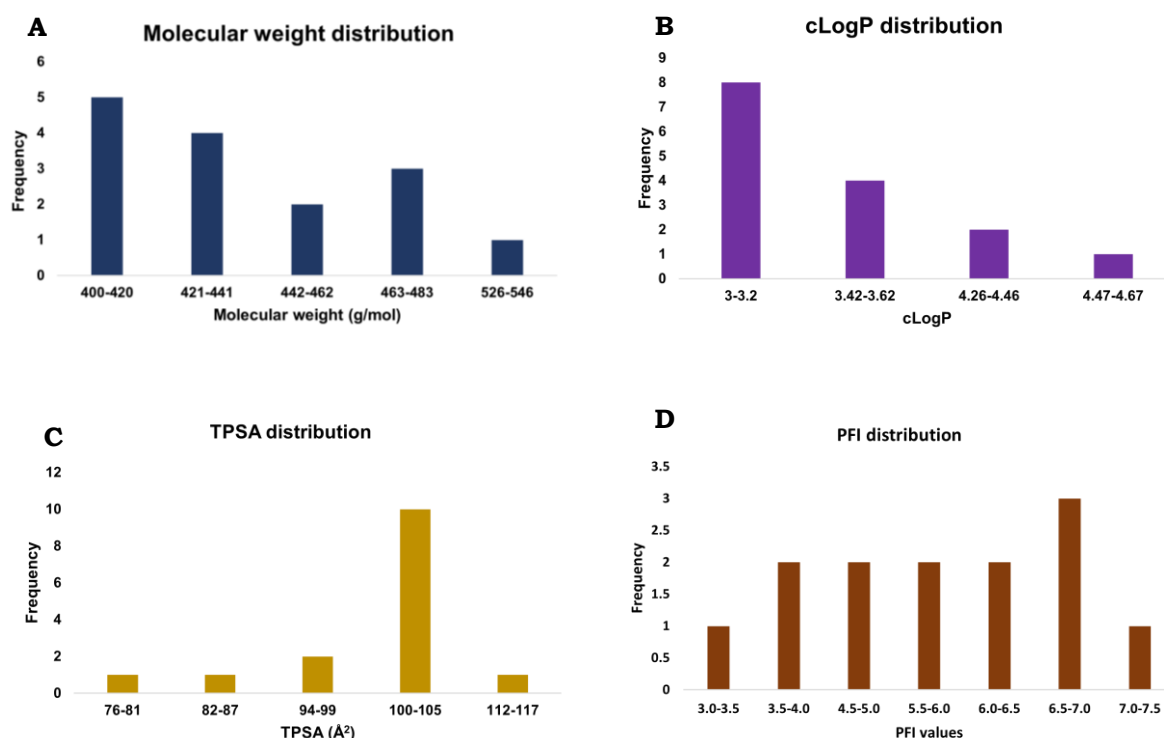 A
Molecular weight distribution
Frequency
6
5
4
3
2
1
0
400-420 421-441 442-462 463-483 526-546
Molecular weight (g/mol)
B
cLogP distribution
Frequency
9
8
7
6
5
4
3
2
1
0
3-3.2 3.42-3.62 4.26-4.46 4.47-4.67
cLogP
C
TPSA distribution
Frequency
12
10
8
6
4
2
0
76-81 82-87 94-99 100-105 112-117
TPSA (Å²)
D
PFI distribution
Frequency
3.5
3
2.5
2
1.5
1
0.5
0
3.0-3.5 3.5-4.0 4.5-5.0 5.5-6.0 6.0-6.5 6.5-7.0 7.0-7.5
PFI values